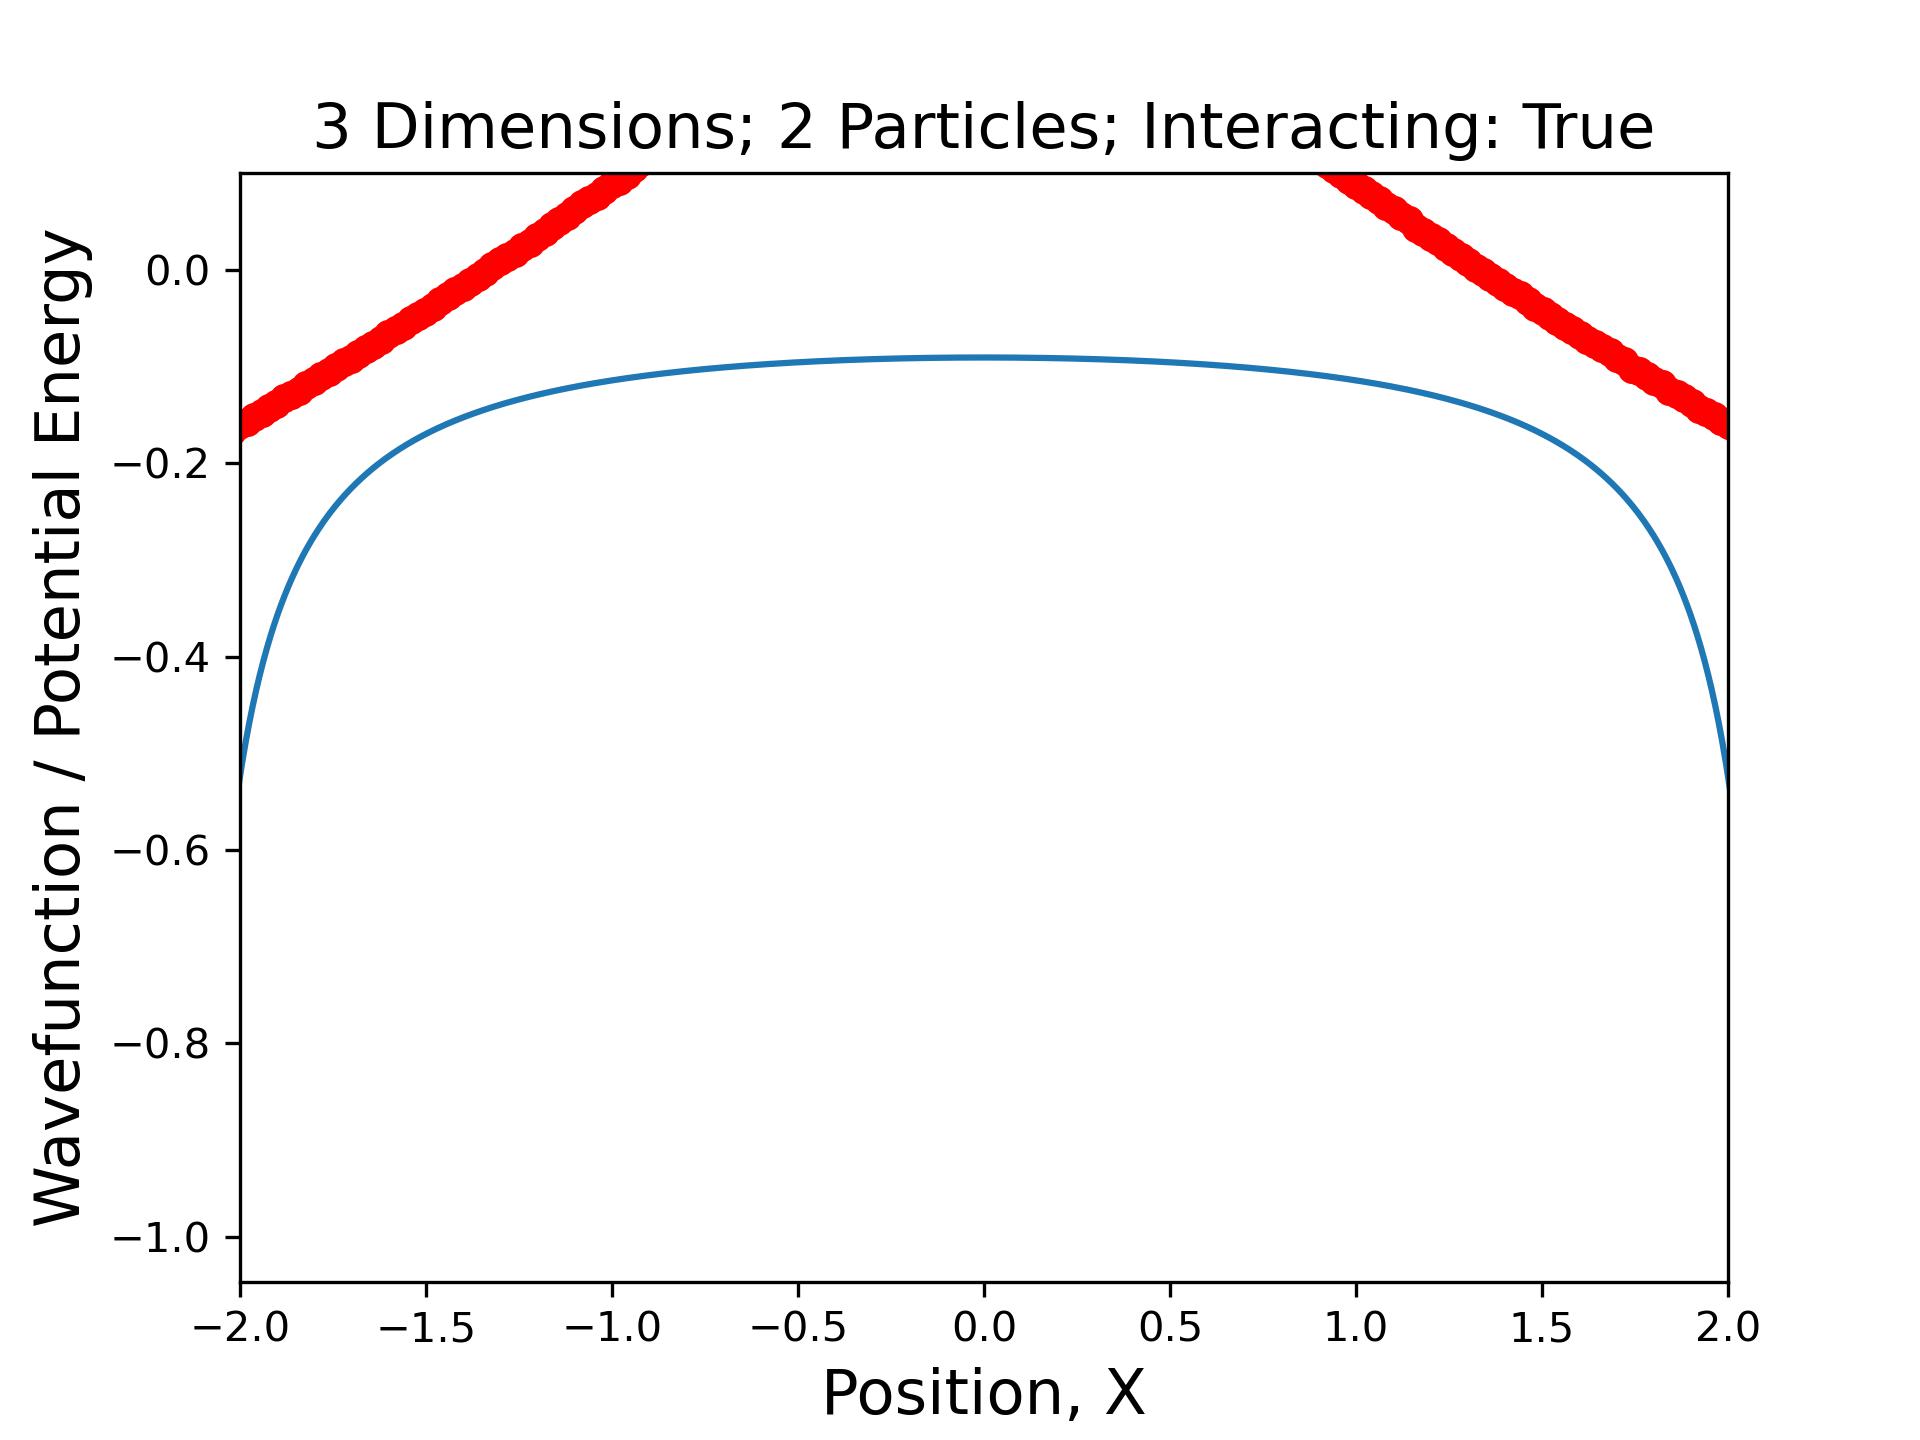 3 Dimensions; 2 Particles; Interacting: True
Wavefunction / Potential Energy
0.0
−0.2
−0.4
−0.6
−0.8
−1.0
−2.0 −1.5 −1.0 −0.5 0.0 0.5 1.0 1.5 2.0
Position, X